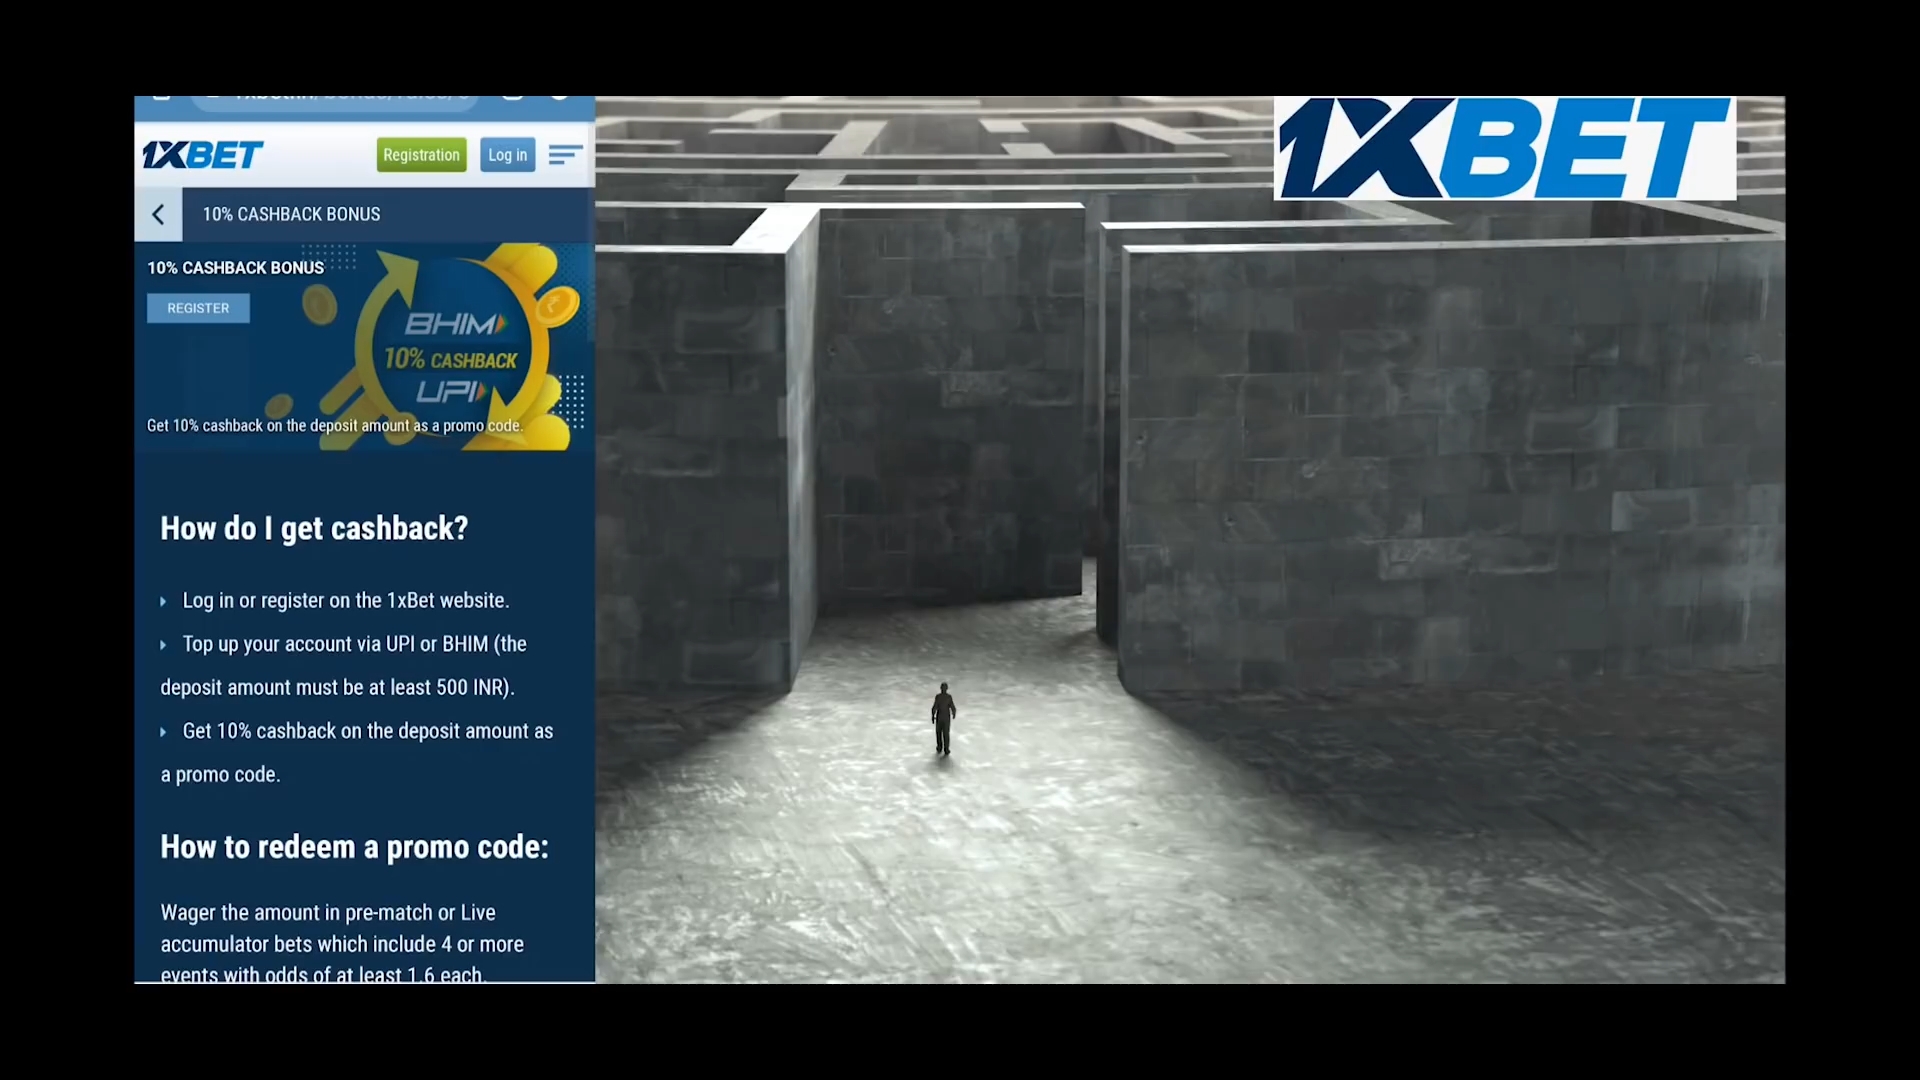 1XBET
Registration
Log in
10% CASHBACK BONUS
10% CASHBACK BONUS
REGISTER
BHIM
10% CASHBACK
UPI
Get 10% cashback on the deposit amount as a promo code.
How do I get cashback?
Log in or register on the 1xBet website.
Top up your account via UPI or BHIM (the
deposit amount must be at least 500 INR).
Get 10% cashback on the deposit amount as
a promo code.
How to redeem a promo code:
Wager the amount in pre-match or Live
accumulator bets which include 4 or more
events with odds of at least 1.6 each.
1XBET